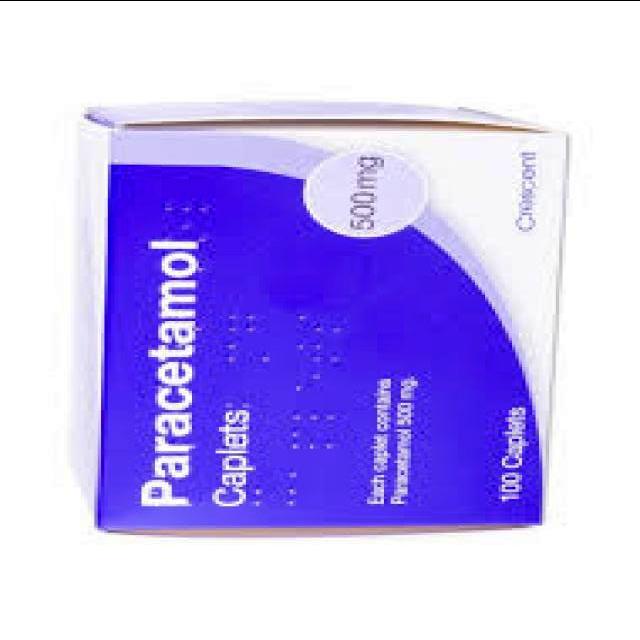 Paracetamol
Caplets
500mg
Each caplet contains
Paracetamol 500 mg.
100 Caplets
Crescent